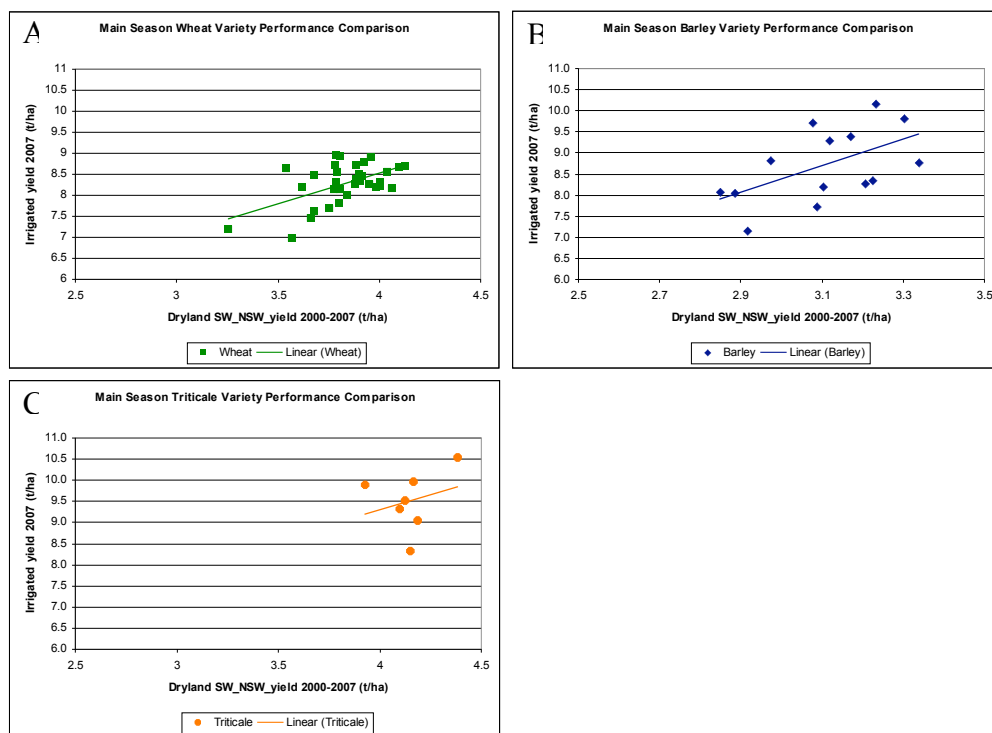 A
Main Season Wheat Variety Performance Comparison
Irrigated yield 2007 (t/ha)
11
10.5
10
9.5
9
8.5
8
7.5
7
6.5
6
2.5 3 3.5 4 4.5
Dryland SW_NSW_yield 2000-2007 (t/ha)
Wheat Linear (Wheat)
B
Main Season Barley Variety Performance Comparison
Irrigated yield 2007 (t/ha)
11.0
10.5
10.0
9.5
9.0
8.5
8.0
7.5
7.0
6.5
6.0
2.5 2.7 2.9 3.1 3.3 3.5
Dryland SW_NSW_yield 2000-2007 (t/ha)
Barley Linear (Barley)
C
Main Season Triticale Variety Performance Comparison
Irrigated yield 2007 (t/ha)
11.0
10.5
10.0
9.5
9.0
8.5
8.0
7.5
7.0
6.5
6.0
2.5 3 3.5 4 4.5
Dryland SW_NSW_yield 2000-2007 (t/ha)
Triticale Linear (Triticale)